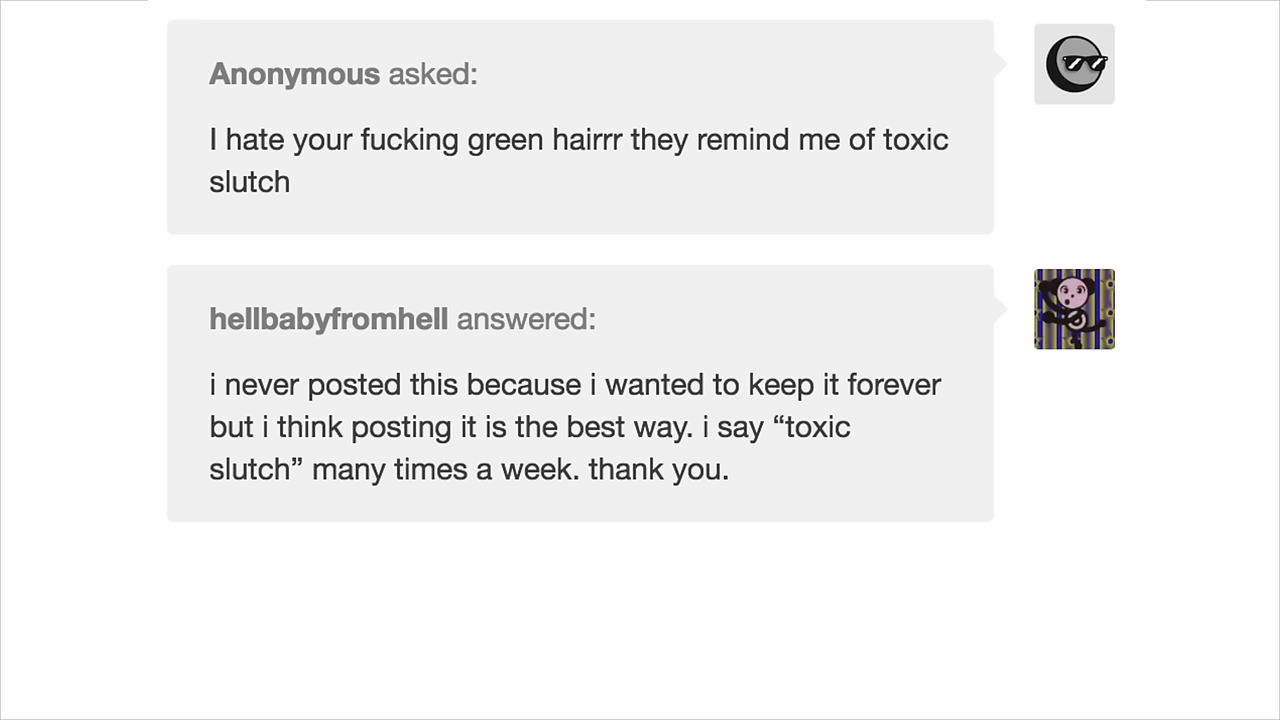 Anonymous asked:
I hate your fucking green hairrr they remind me of toxic
slutch
hellbabyfromhell answered:
i never posted this because i wanted to keep it forever
but i think posting it is the best way. i say “toxic
slutch” many times a week. thank you.